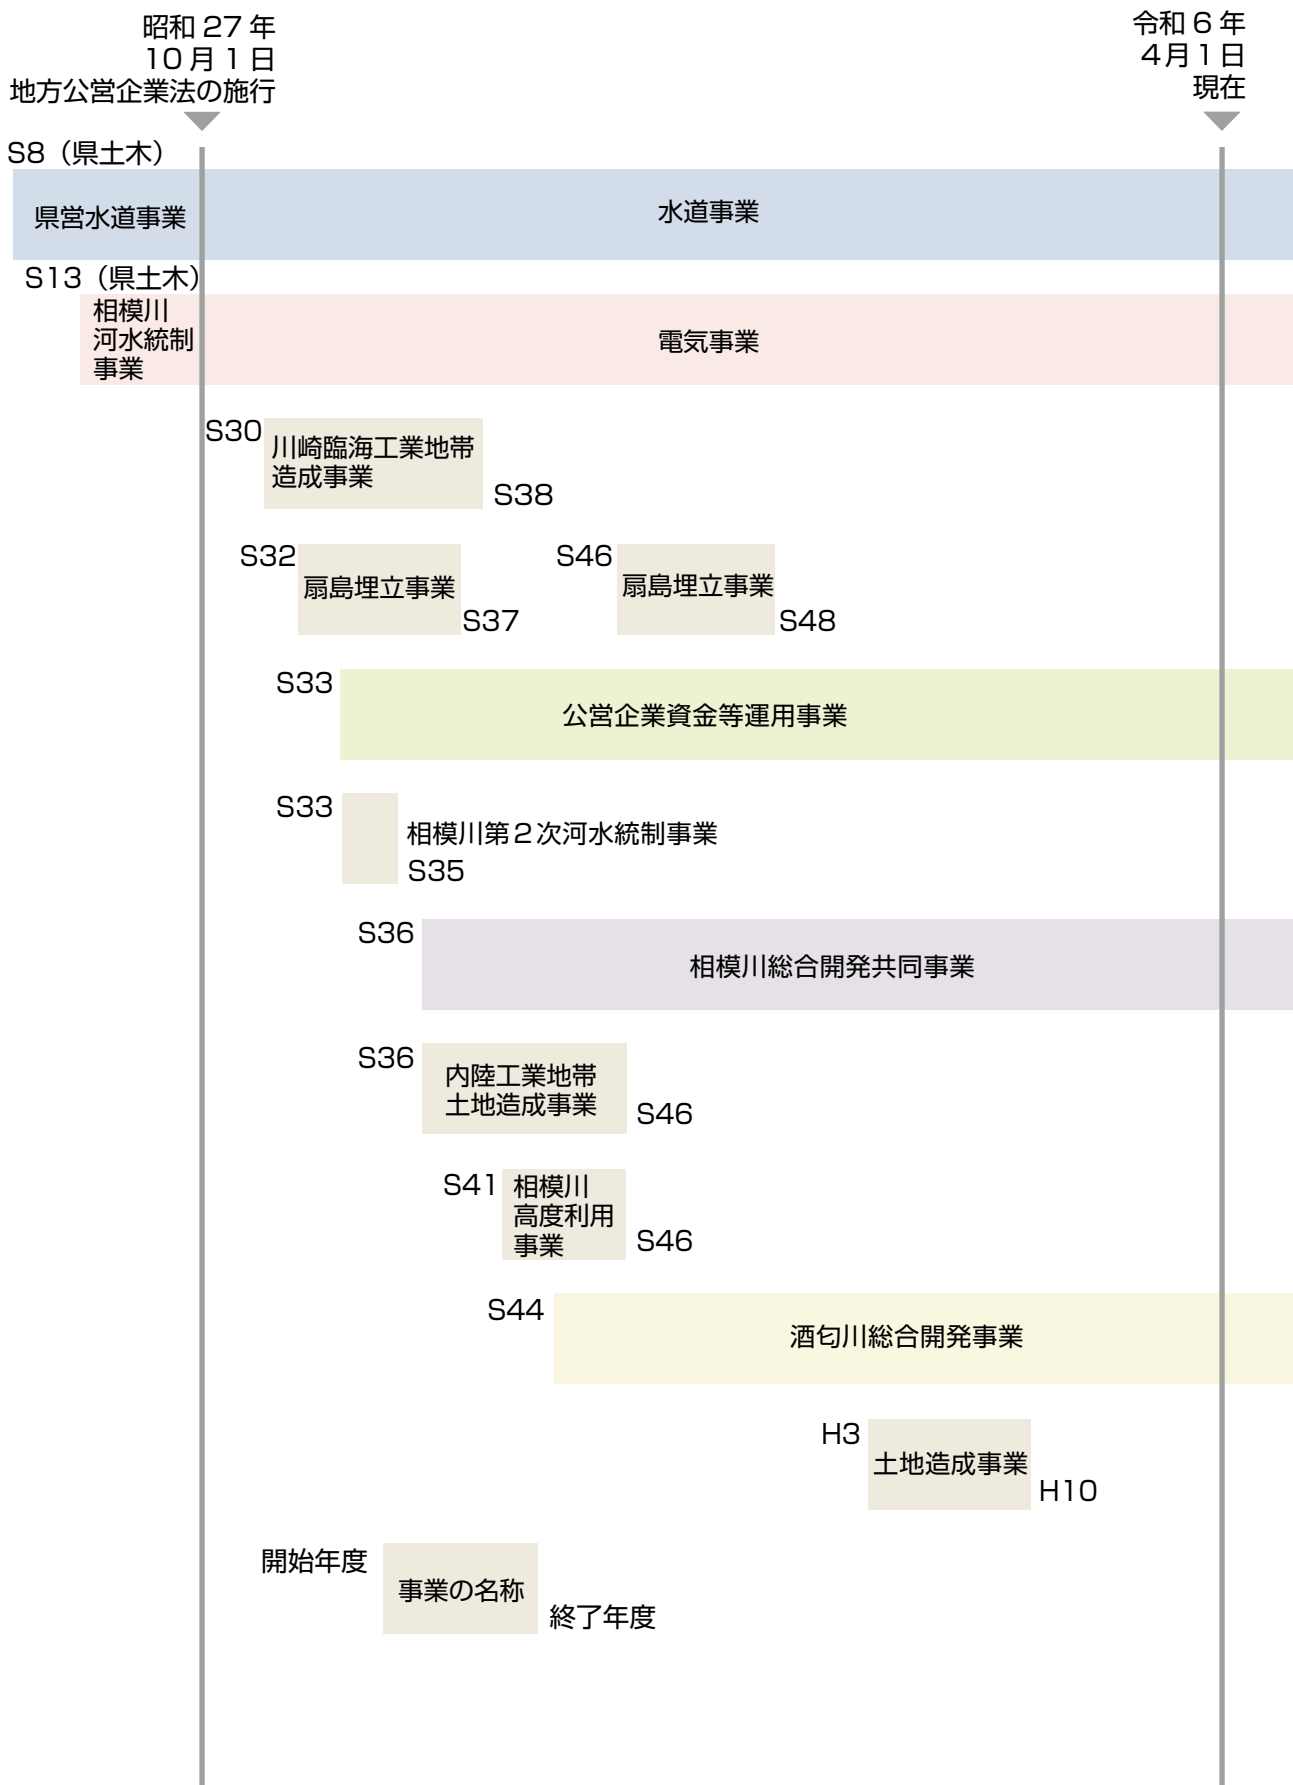 昭和 27 年
10 月 1 日
地方公営企業法の施行
令和 6 年
4月1日
現在
S8（県土木）
県営水道事業
水道事業
S13（県土木）
相模川
河水統制
事業
電気事業
S30
川崎臨海工業地帯
造成事業
S38
S32
扇島埋立事業
S37
S46
扇島埋立事業
S48
S33
公営企業資金等運用事業
S33
相模川第２次河水統制事業
S35
S36
相模川総合開発共同事業
S36
内陸工業地帯
土地造成事業
S46
S41
相模川
高度利用
事業
S46
S44
酒匂川総合開発事業
H3
土地造成事業
H10
開始年度
事業の名称
終了年度